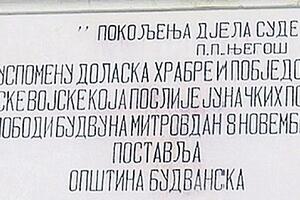 ,, ПОКОЉЕЊА ДЈЕЛА СУДЕ
П.П.ЊЕГОШ
УСПОМЕНУ ДОЛАСКА ХРАБРЕ И ПОБЈЕДО
СКЕ ВОЈСКЕ КОЈА ПОСЛИЈЕ ЈУНАЧКИХ ПО
ЛОБОДИ БУДВУ НА МИТРОВДАН 8 НОВЕМБ
ПОСТАВЉА
ОПШТИНА БУДВАНСКА